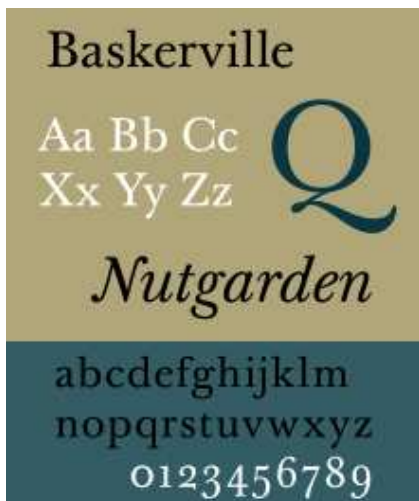 Baskerville
Aa Bb Cc
Xx Yy Zz
Q
Nutgarden
abcdefghijklm
nopqrstuvwxyz
0123456789